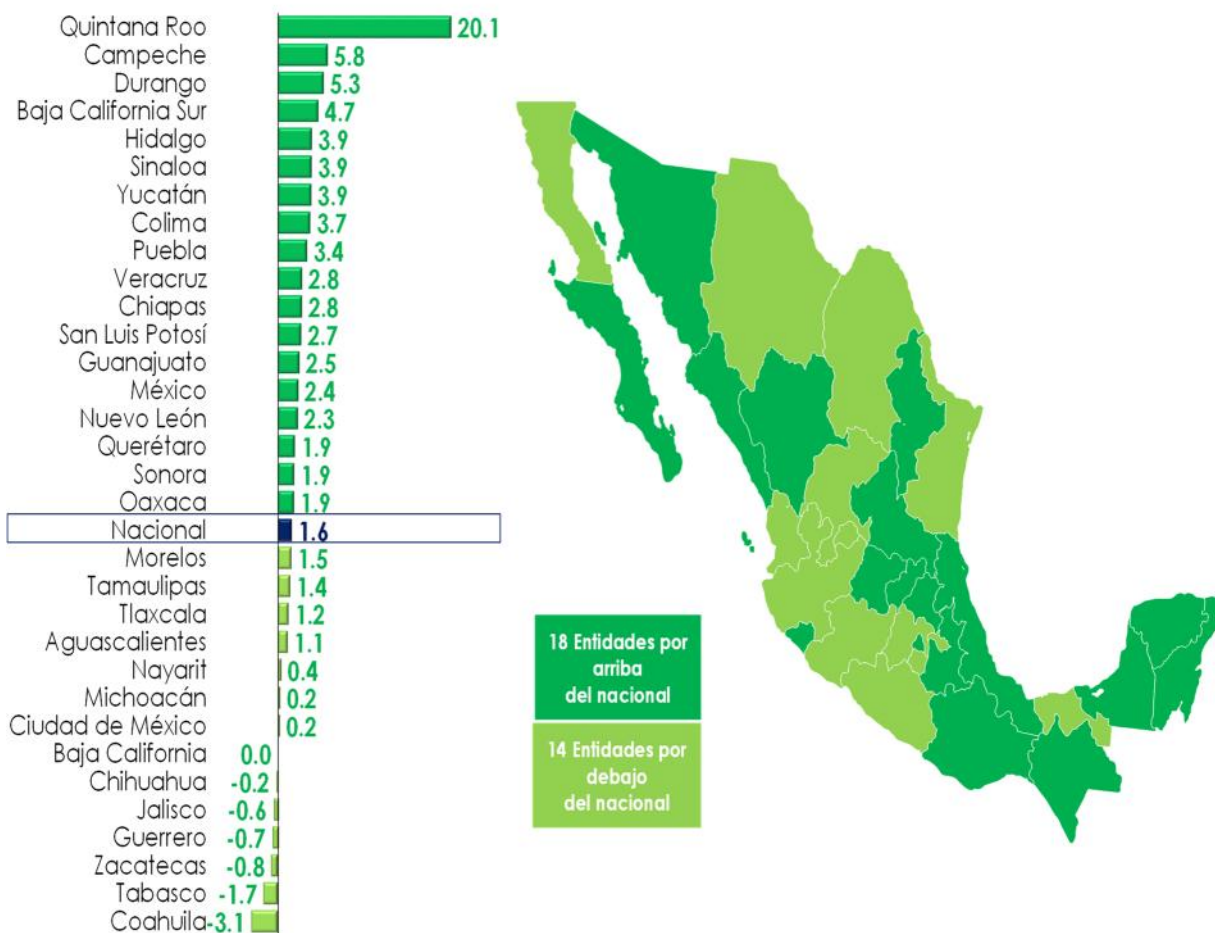 Quintana Roo 20.1
Campeche 5.8
Durango 5.3
Baja California Sur 4.7
Hidalgo 3.9
Sinaloa 3.9
Yucatán 3.9
Colima 3.7
Puebla 3.4
Veracruz 2.8
Chiapas 2.8
San Luis Potosí 2.7
Guanajuato 2.5
México 2.4
Nuevo León 2.3
Querétaro 1.9
Sonora 1.9
Oaxaca 1.9
Nacional 1.6
Morelos 1.5
Tamaulipas 1.4
Tlaxcala 1.2
Aguascalientes 1.1
Nayarit 0.4
Michoacán 0.2
Ciudad de México 0.2
Baja California 0.0
Chihuahua -0.2
Jalisco -0.6
Guerrero -0.7
Zacatecas -0.8
Tabasco -1.7
Coahuila -3.1
18 Entidades por
arriba
del nacional
14 Entidades por
debajo
del nacional